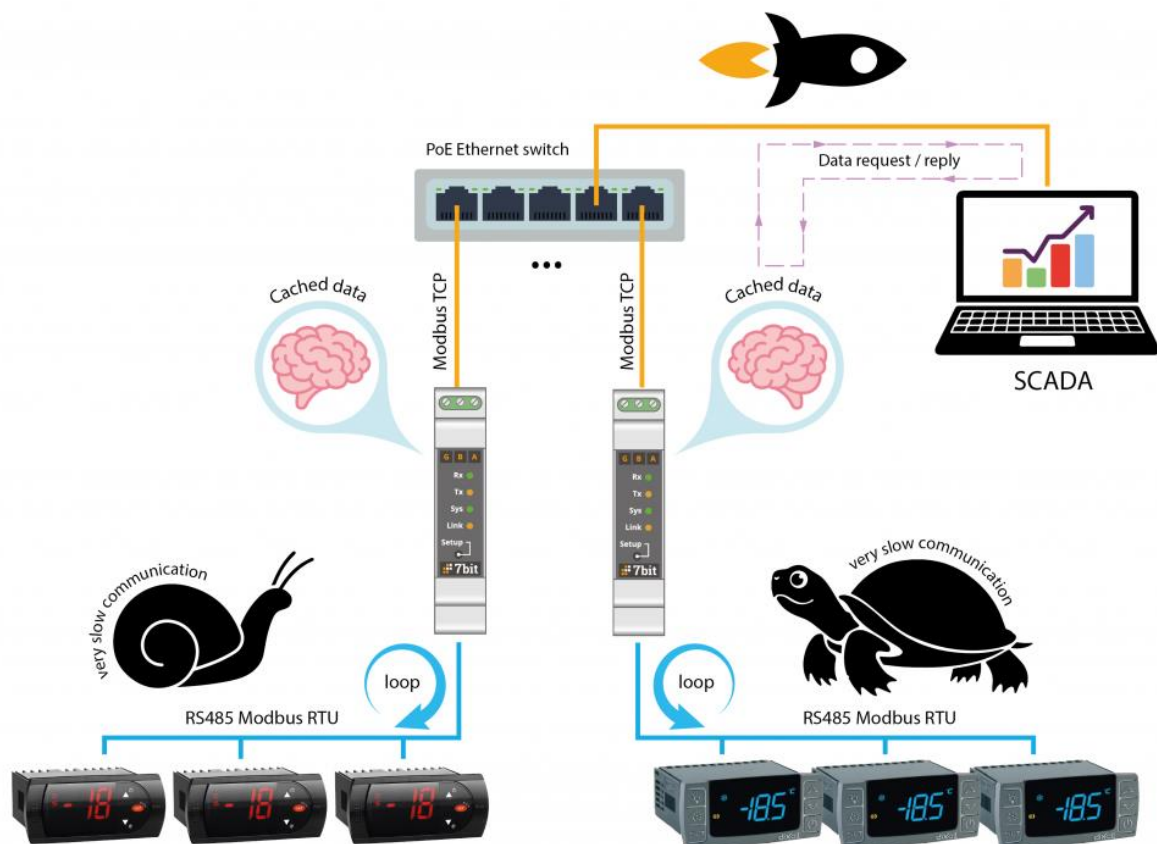 PoE Ethernet switch
Data request / reply
...
Cached data
Modbus TCP
Modbus TCP
Cached data
SCADA
G B A
Rx
Tx
Sys
Link
Setup
7bit
G B A
Rx
Tx
Sys
Link
Setup
7bit
very slow communication
very slow communication
loop
loop
RS485 Modbus RTU
RS485 Modbus RTU
-18
-18
-18
-18.5 °C
-18.5 °C
-18.5 °C